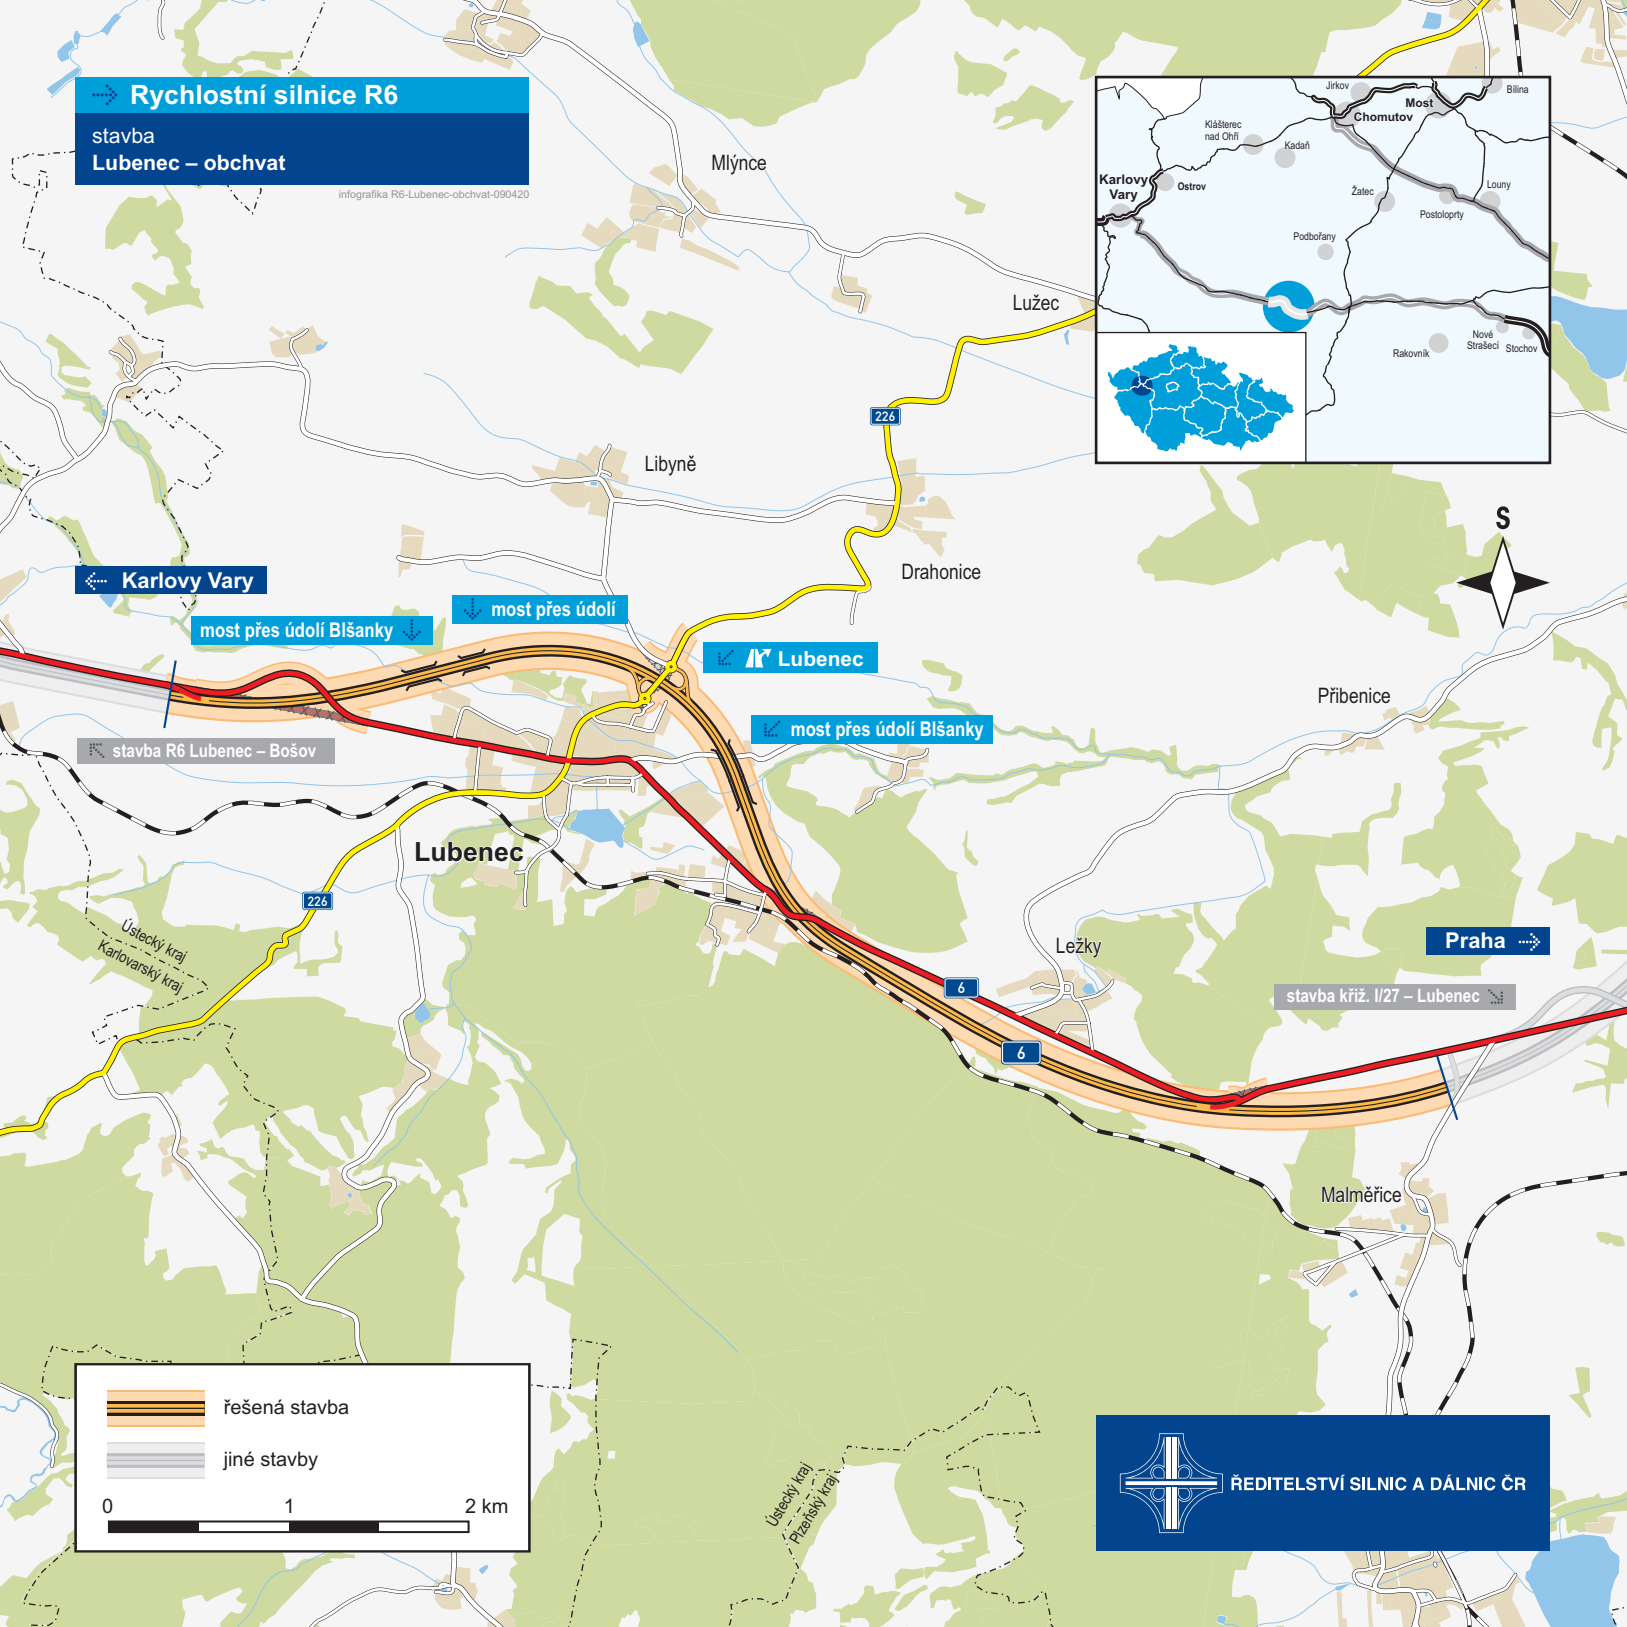 Rychlostní silnice R6
stavba
Lubenec – obchvat
infografika R6-Lubenec-obchvat-090420
Mlýnce
Lužec
226
Libyně
Drahonice
Jirkov
Most
Bílina
Chomutov
Klášterec
nad Ohří
Kadaň
Karlovy
Vary
Ostrov
Žatec
Louny
Postoloprty
Podbořany
Rakovník
Nové
Strašecí
Stochov
S
Karlovy Vary
most přes údolí
most přes údolí Blšanky
Lubenec
Přibenice
most přes údolí Blšanky
stavba R6 Lubenec – Bošov
Lubenec
226
Ústecký kraj
Karlovarský kraj
Ležky
Praha
6
stavba křiž. I/27 – Lubenec
6
Malměřice
řešená stavba
jiné stavby
0 1 2 km
Ústecký kraj
Plzeňský kraj
ŘEDITELSTVÍ SILNIC A DÁLNIC ČR